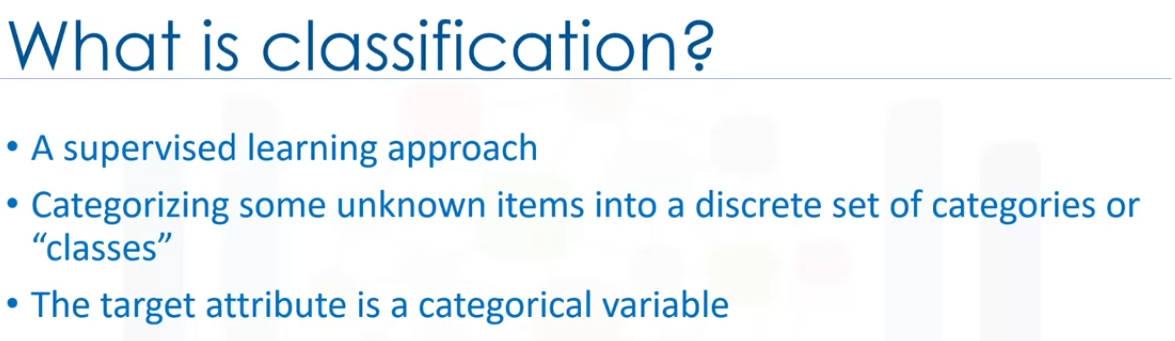 What is classification?
• A supervised learning approach
• Categorizing some unknown items into a discrete set of categories or
“classes”
• The target attribute is a categorical variable